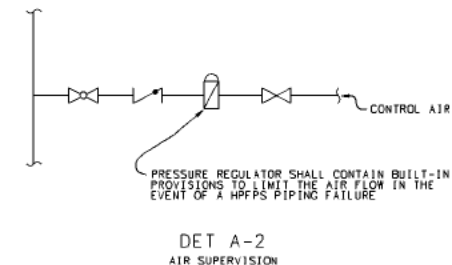 CONTROL AIR
PRESSURE REGULATOR SHALL CONTAIN BUILT-IN
PROVISIONS TO LIMIT THE AIR FLOW IN THE
EVENT OF A HPFPS PIPING FAILURE
DET A-2
AIR SUPERVISION